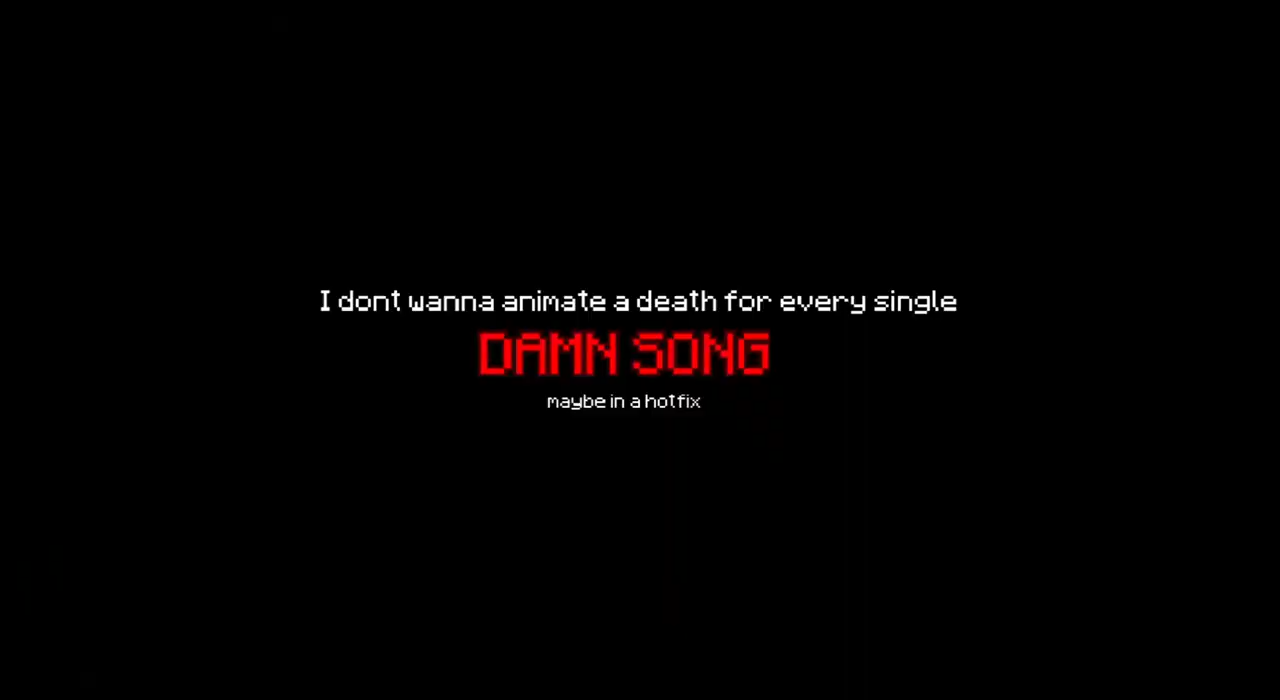 I dont wanna animate a death for every single
DAMN SONG
maybe in a hotfix